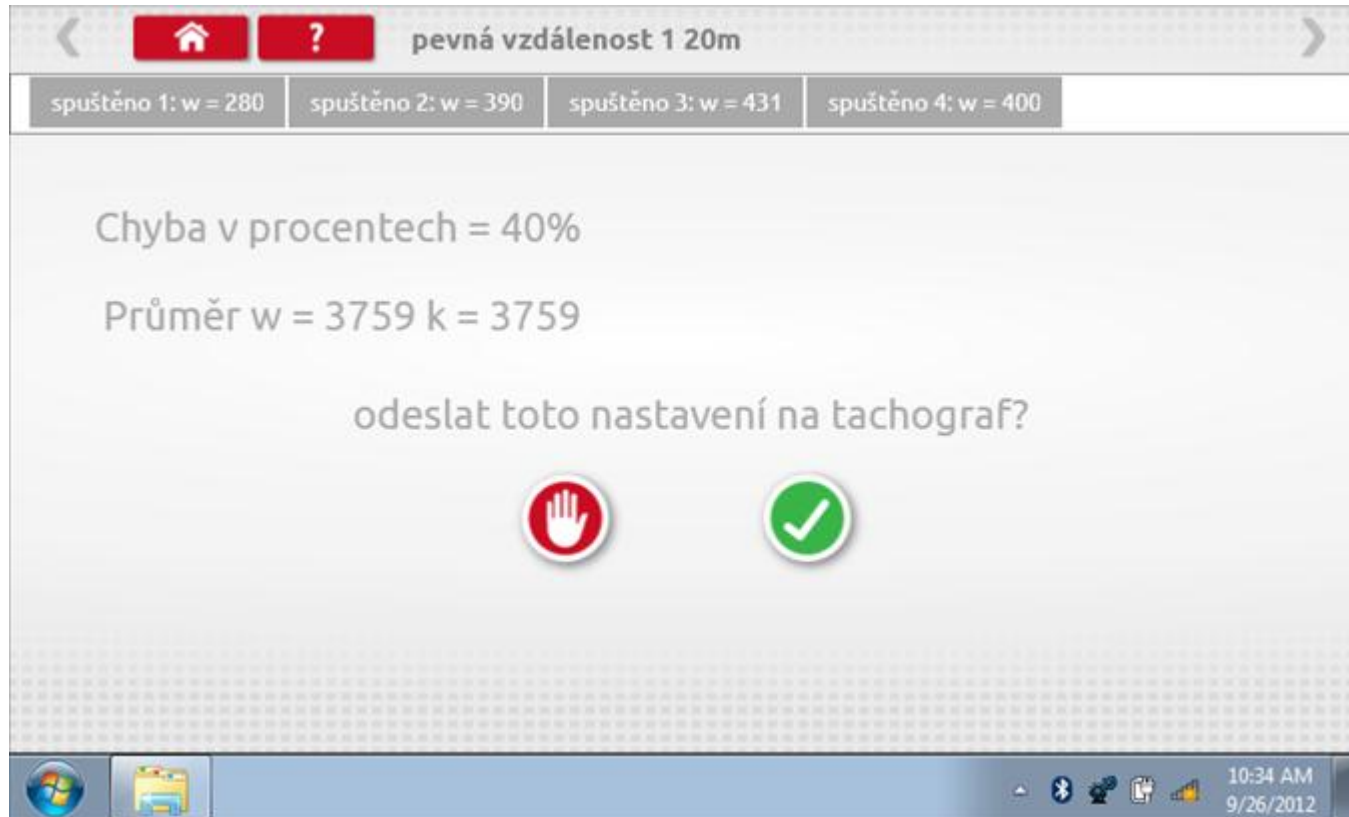 ? pevná vzdálenost 1 20m
spuštěno 1: w = 280 spuštěno 2: w = 390 spuštěno 3: w = 431 spuštěno 4: w = 400
Chyba v procentech = 40%
Průměr w = 3759 k = 3759
odeslat toto nastavení na tachograf?
10:34 AM
9/26/2012